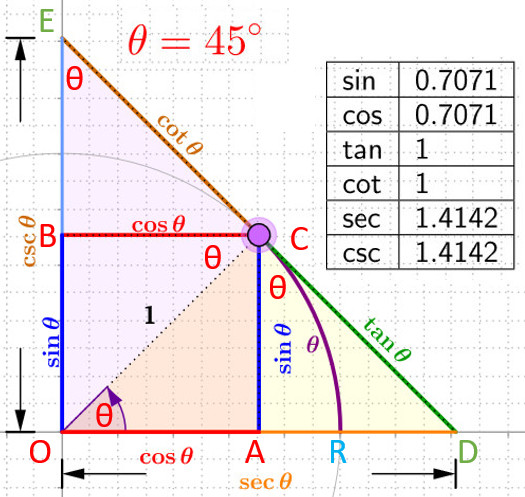 E
θ = 45°
θ
sin 0.7071
cos 0.7071
tan 1
cot 1
sec 1.4142
csc 1.4142
cot θ
csc θ
B
cos θ
C
θ
θ
1
sin θ
sin θ
θ
tan θ
θ
O
A
R
D
cos θ
sec θ